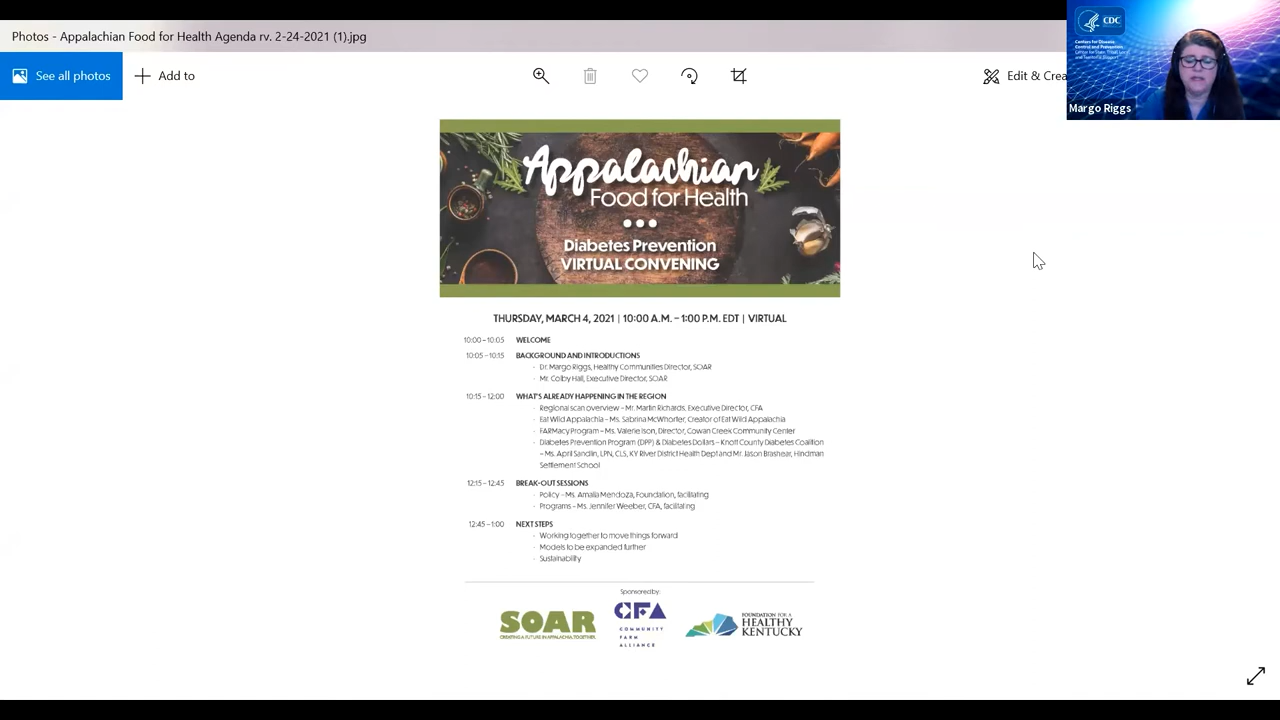 Photos - Appalachian Food for Health Agenda rv. 2-24-2021 (1).jpg
See all photos
Add to
Edit & Crea
CDC
Centers for Disease
Control and Prevention
Margo Riggs
Appalachian
Food for Health
Diabetes Prevention
VIRTUAL CONVENING
THURSDAY, MARCH 4, 2021 | 10:00 A.M. – 1:00 P.M. EDT | VIRTUAL
10:00 – 10:05 WELCOME
10:05 – 10:15 BACKGROUND AND INTRODUCTIONS
- Dr. Margo Riggs, Healthy Communities Director, SOAR
- Mr. Colby Hall, Executive Director, SOAR
10:15 – 12:00 WHAT'S ALREADY HAPPENING IN THE REGION
- Regional scan overview – Mr. Martin Richards, Executive Director, CFA
- Eat Wild Appalachia – Ms. Sabrina McWhorter, Creator of Eat Wild Appalachia
- FARMacy Program – Ms. Valerie Ison, Director, Cowan Creek Community Center
- Diabetes Prevention Program (DPP) & Diabetes Dollars – Knott County Diabetes Coalition
– Ms. April Sandlin, LPN, CLS, KY River District Health Dept and Mr. Jason Brashear, Hindman
Settlement School
12:15 – 12:45 BREAK-OUT SESSIONS
- Policy – Ms. Amalia Mendoza, Foundation, facilitating
- Programs - Ms. Jennifer Weeber, CFA, facilitating
12:45 – 1:00 NEXT STEPS
- Working together to move things forward
- Models to be expanded further
- Sustainability
Sponsored by:
SOAR
CREATING A FUTURE IN APPALACHIA TOGETHER.
CFA
COMMUNITY
FARM
ALLIANCE
FOUNDATION FOR A
HEALTHY
KENTUCKY